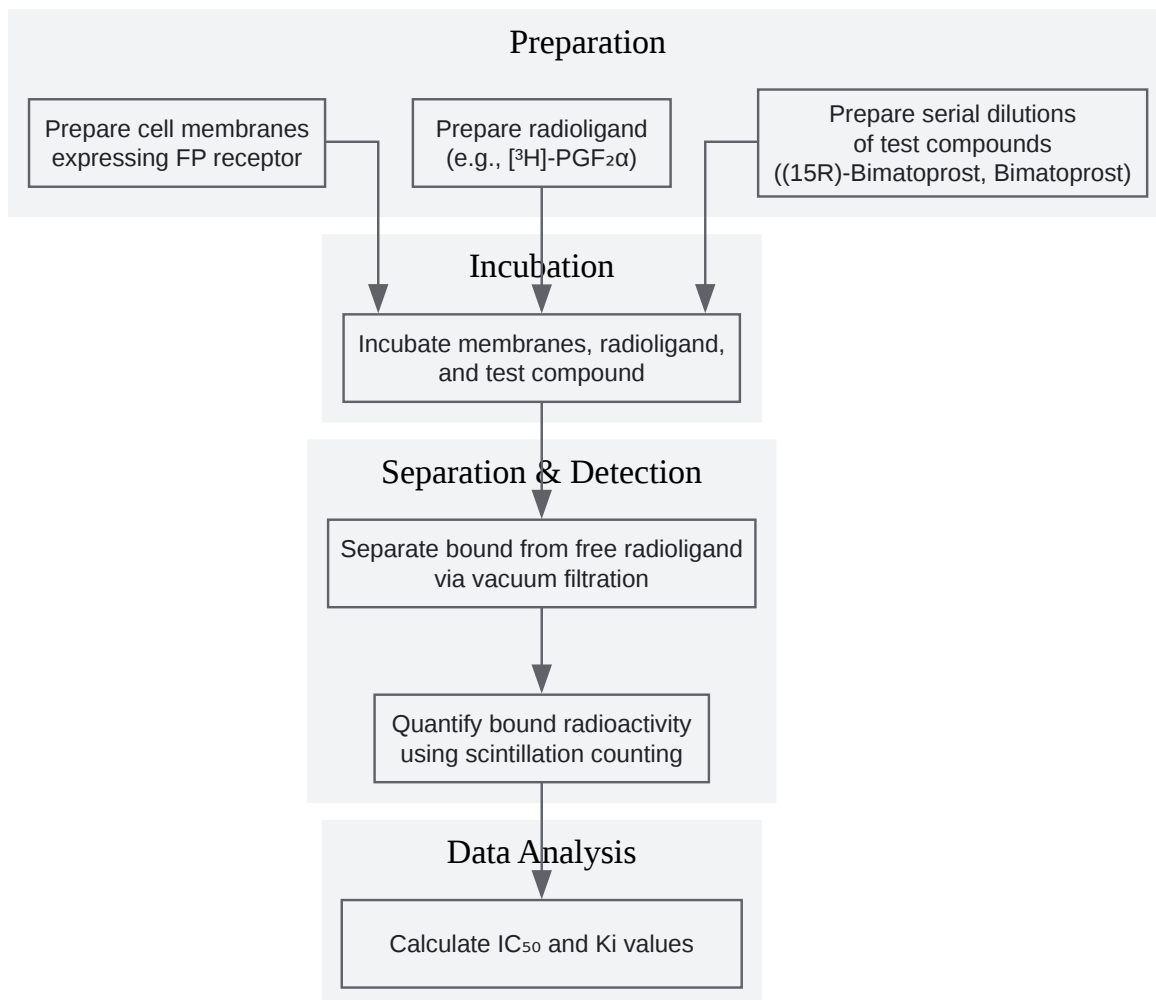 Preparation
Prepare cell membranes
expressing FP receptor
Prepare radioligand
(e.g., [³H]-PGF₂α)
Prepare serial dilutions
of test compounds
((15R)-Bimatoprost, Bimatoprost)
Incubation
Incubate membranes, radioligand,
and test compound
Separation & Detection
Separate bound from free radioligand
via vacuum filtration
Quantify bound radioactivity
using scintillation counting
Data Analysis
Calculate IC₅₀ and Ki values